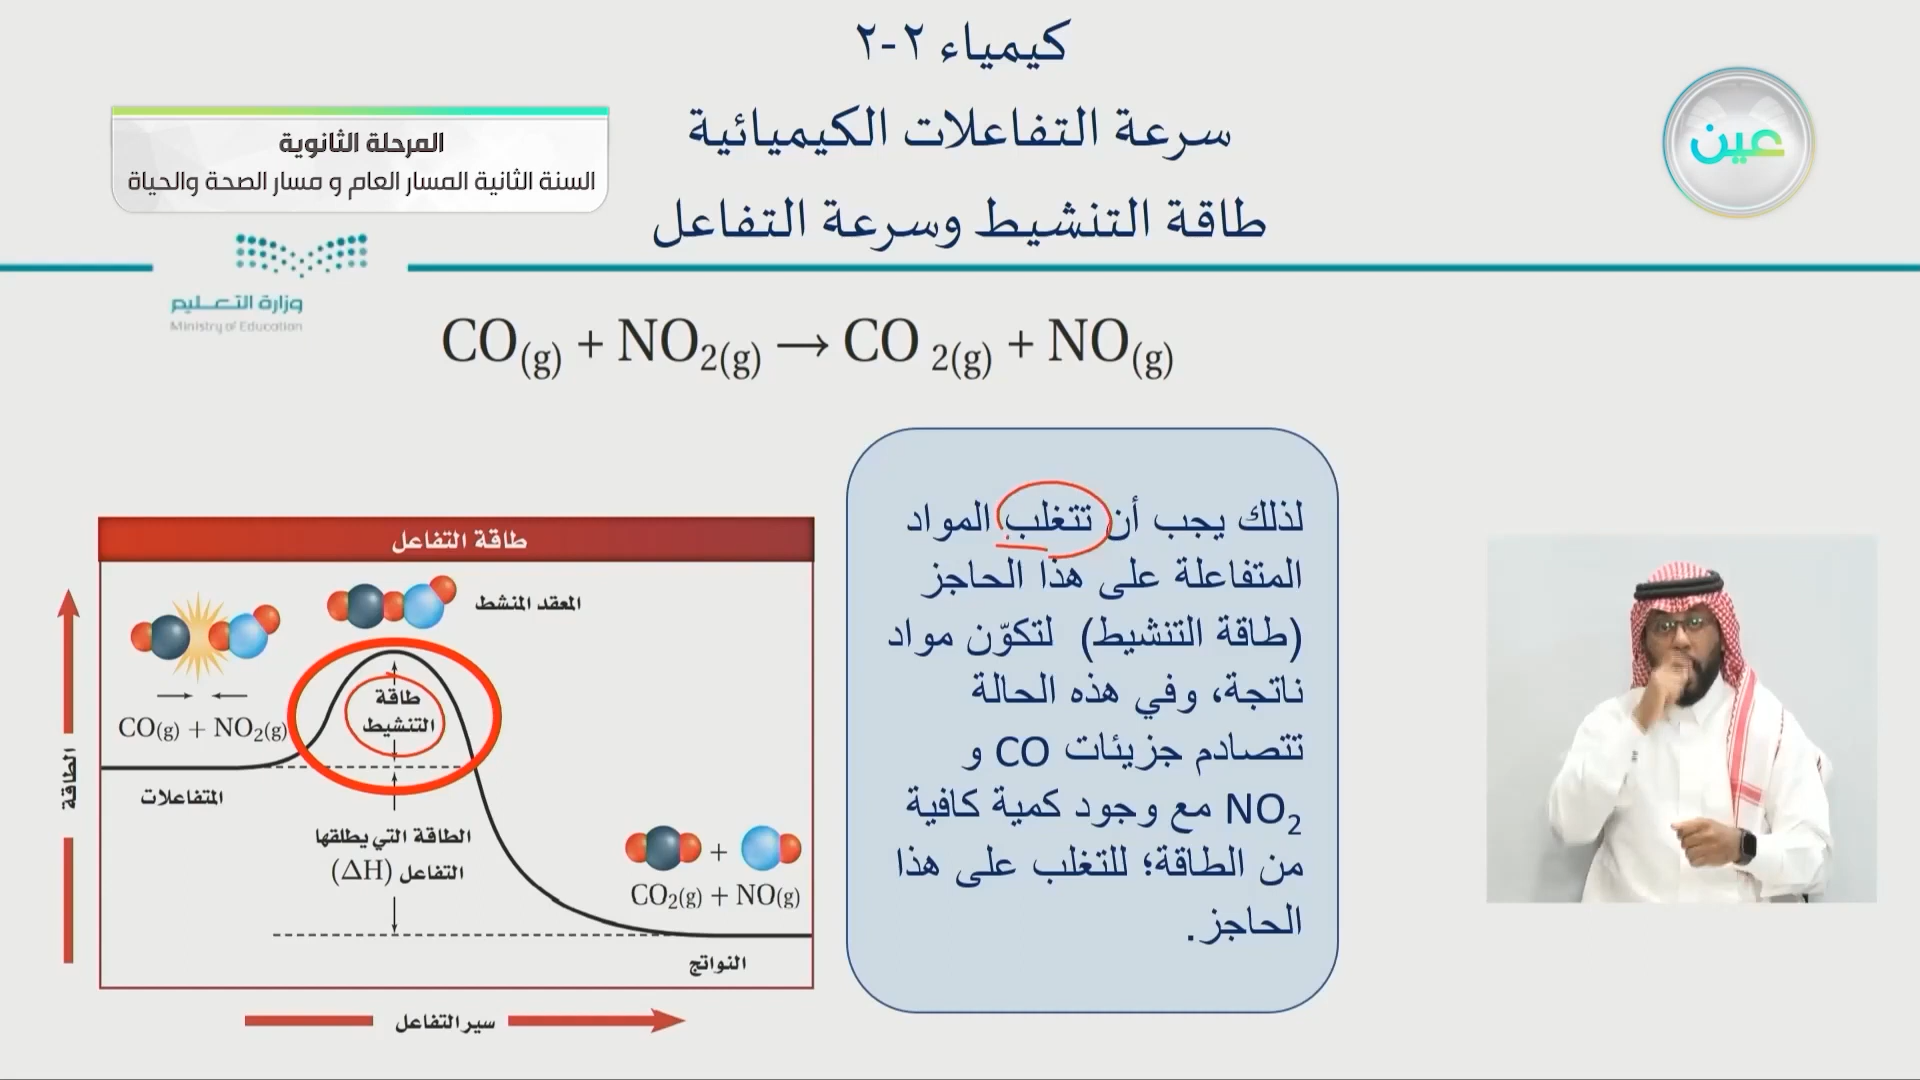 كيمياء ٢-٢
سرعة التفاعلات الكيميائية
طاقة التنشيط وسرعة التفاعل
عين
المرحلة الثانوية
السنة الثانية المسار العام و مسار الصحة والحياة
وزارة التعليم
Ministry of Education
CO(g) + NO2(g) → CO 2(g) + NO(g)
لذلك يجب أن تتغلب المواد
المتفاعلة على هذا الحاجز
(طاقة التنشيط) لتكوّن مواد
ناتجة، وفي هذه الحالة
تتصادم جزيئات CO و
NO2 مع وجود كمية كافية
من الطاقة؛ للتغلب على هذا
الحاجز.
طاقة التفاعل
المعقد المنشط
طاقة
التنشيط
CO(g) + NO2(g)
المتفاعلات
الطاقة
الطاقة التي يطلقها
التفاعل (ΔH)
+
CO2(g) + NO(g)
النواتج
سير التفاعل